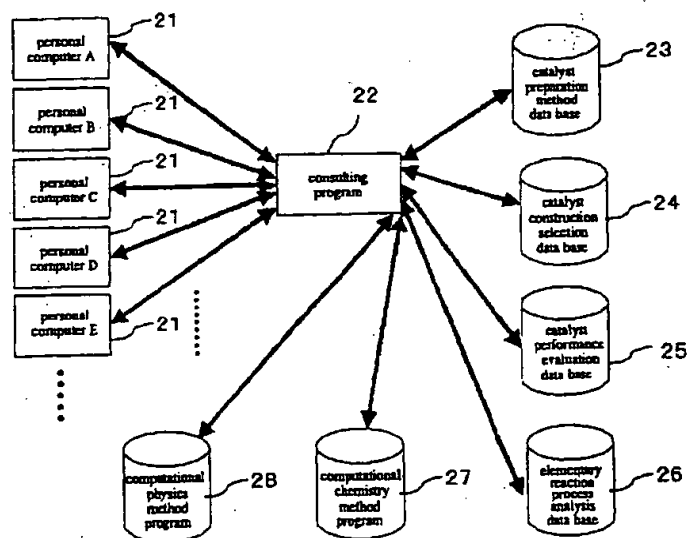 personal
computer A
21
personal
computer B
21
personal
computer C
21
personal
computer D
21
personal
computer E
21
22
consulting
program
catalyst
preparation
method
data base
23
catalyst
construction
selection
data base
24
catalyst
performance
evaluation
data base
25
elementary
reaction
process
analysis
data base
26
computational
chemistry
method
program
27
computational
physics
method
program
28